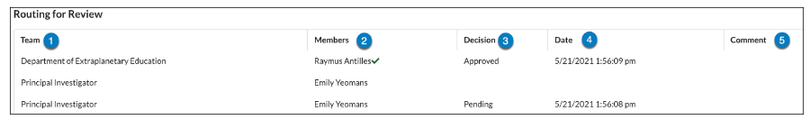 Routing for Review
Team 1 Members 2 Decision 3 Date 4 Comment 5
Department of Extraplanetary Education Raymus Antilles✓ Approved 5/21/2021 1:56:09 pm
Principal Investigator Emily Yeomans
Principal Investigator Emily Yeomans Pending 5/21/2021 1:56:08 pm